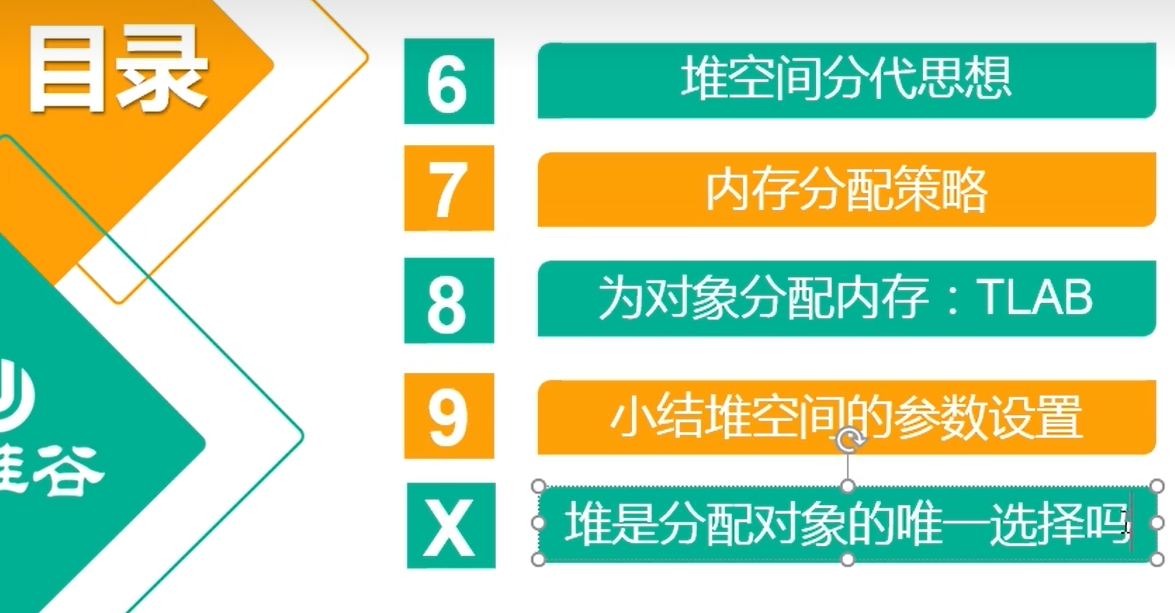 目录
6
堆空间分代思想
7
内存分配策略
8
为对象分配内存：TLAB
9
小结堆空间的参数设置
X
堆是分配对象的唯一选择吗
硅谷